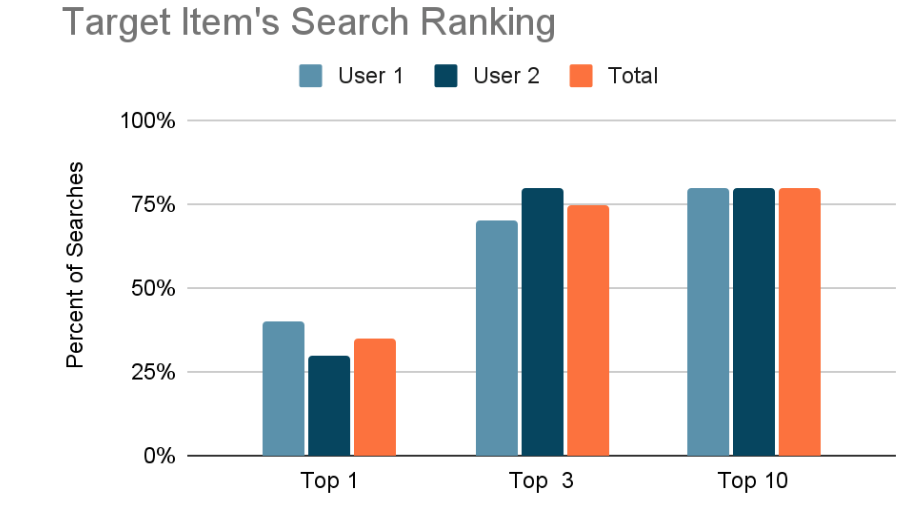 Target Item's Search Ranking
User 1 User 2 Total
100%
75%
50%
25%
0%
Percent of Searches
Top 1 Top  3 Top 10